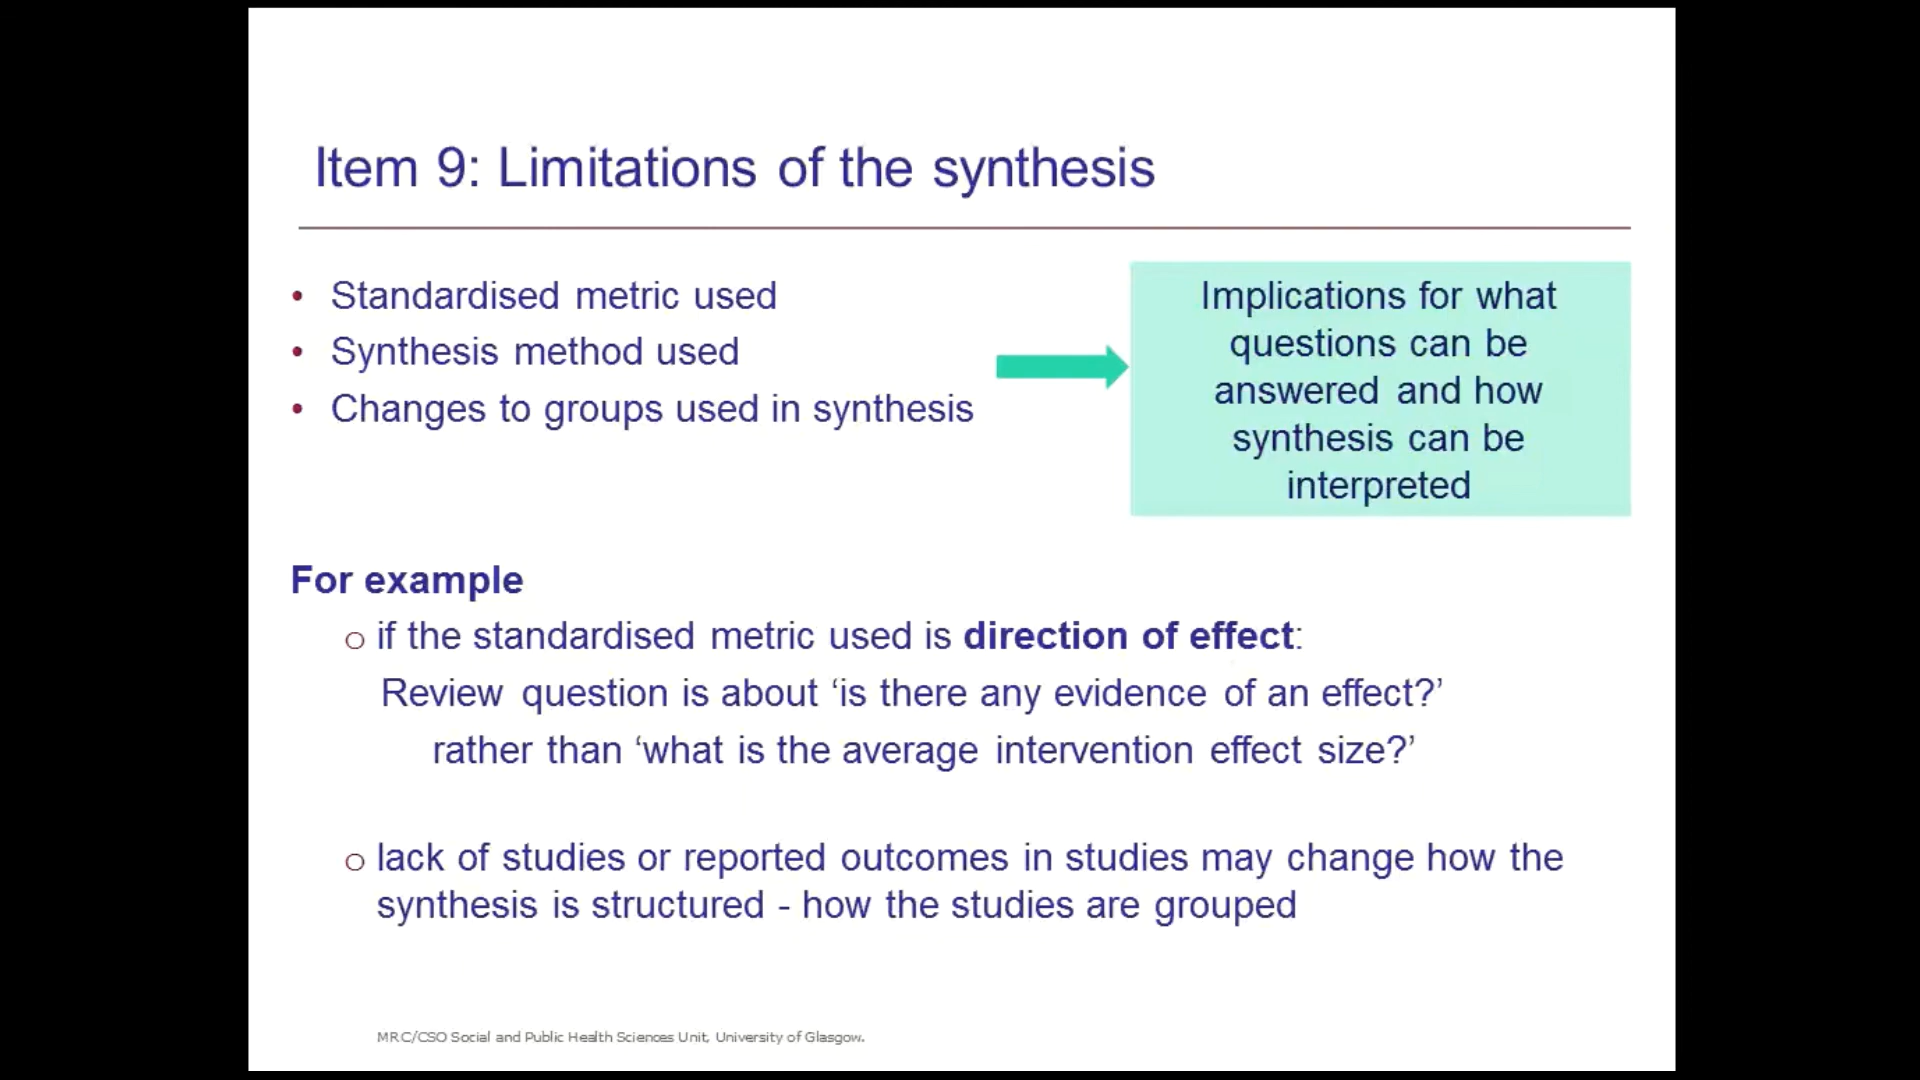 Item 9: Limitations of the synthesis
• Standardised metric used
• Synthesis method used
• Changes to groups used in synthesis
Implications for what
questions can be
answered and how
synthesis can be
interpreted
For example
o if the standardised metric used is direction of effect:
Review question is about ‘is there any evidence of an effect?’
rather than ‘what is the average intervention effect size?’
o lack of studies or reported outcomes in studies may change how the
synthesis is structured - how the studies are grouped
MRC/CSO Social and Public Health Sciences Unit, University of Glasgow.